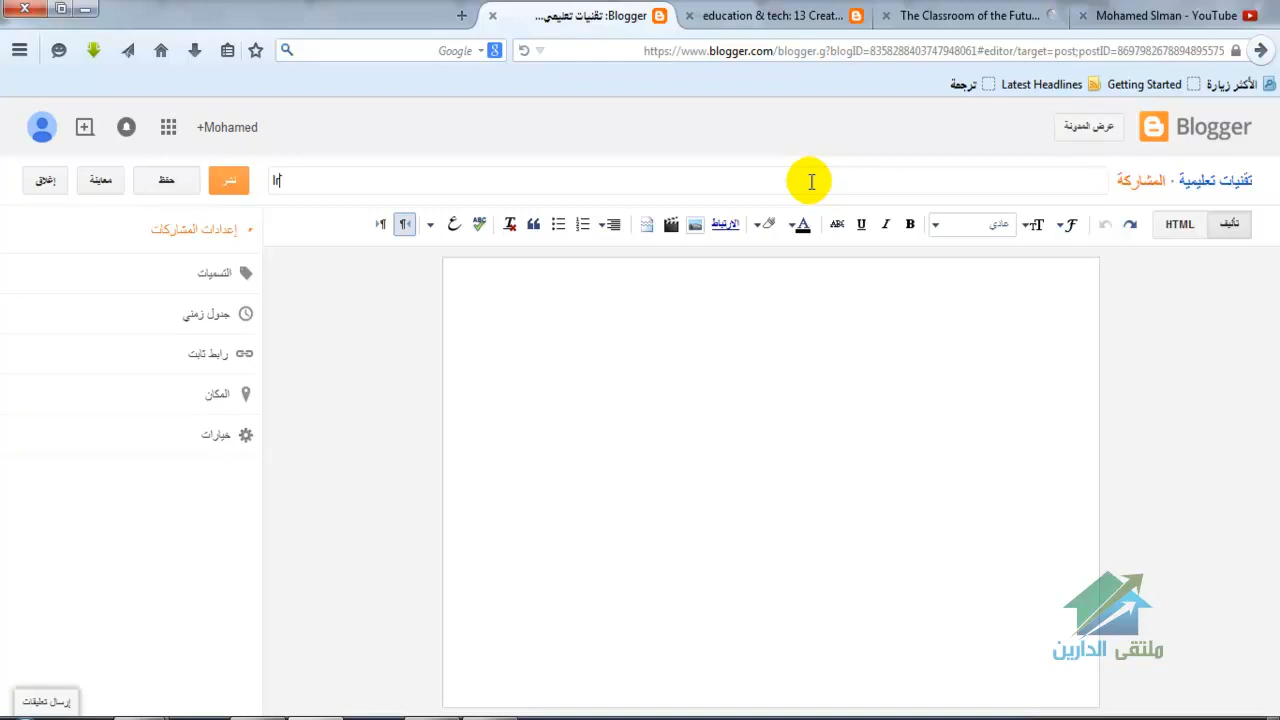 Blogger: تقنيات تعليمي...
education & tech: 13 Creat...
The Classroom of the Futu...
Mohamed Slman - YouTube
Google
https://www.blogger.com/blogger.g?blogID=8358288403747948061#editor/target=post;postID=8697982678894895575
ترجمة
Latest Headlines
Getting Started
الأكثر زيارة
+Mohamed
عرض المدونة
Blogger
تقنيات تعليمية · المشاركة
نشر
حفظ
معاينة
إغلاق
تأليف
HTML
عادي
الارتباط
ABC
إعدادات المشاركات
التسميات
جدول زمني
رابط ثابت
المكان
خيارات
إرسال تعليقات
ملتقى الدارين